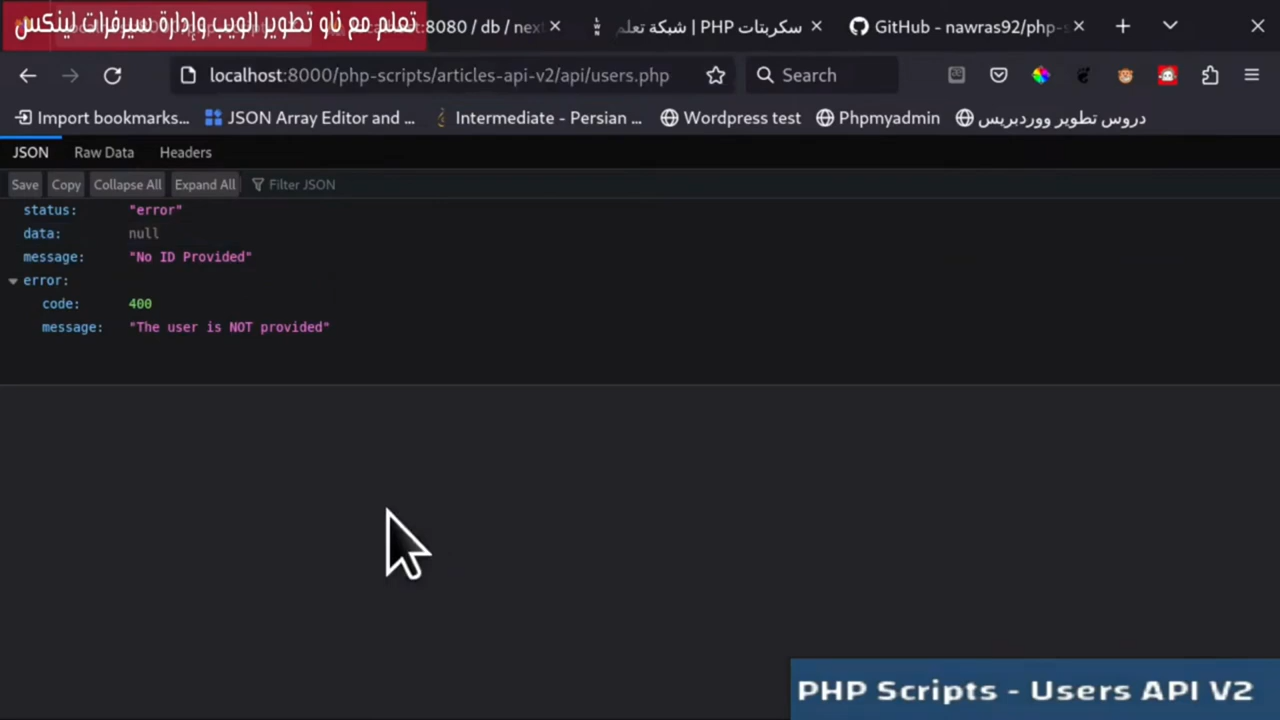 تعلم مع ناو تطوير الويب وإدارة سيرفرات لينكس
calhost:8080 / db / next
سكربتات PHP | شبكة تعلم
GitHub - nawras92/php-s
localhost:8000/php-scripts/articles-api-v2/api/users.php
Search
Import bookmarks...
JSON Array Editor and ...
Intermediate - Persian ...
Wordpress test
Phpmyadmin
دروس تطوير ووردبريس
JSON Raw Data Headers
Save Copy Collapse All Expand All Filter JSON
status: "error"
data: null
message: "No ID Provided"
error:
code: 400
message: "The user is NOT provided"
PHP Scripts - Users API V2